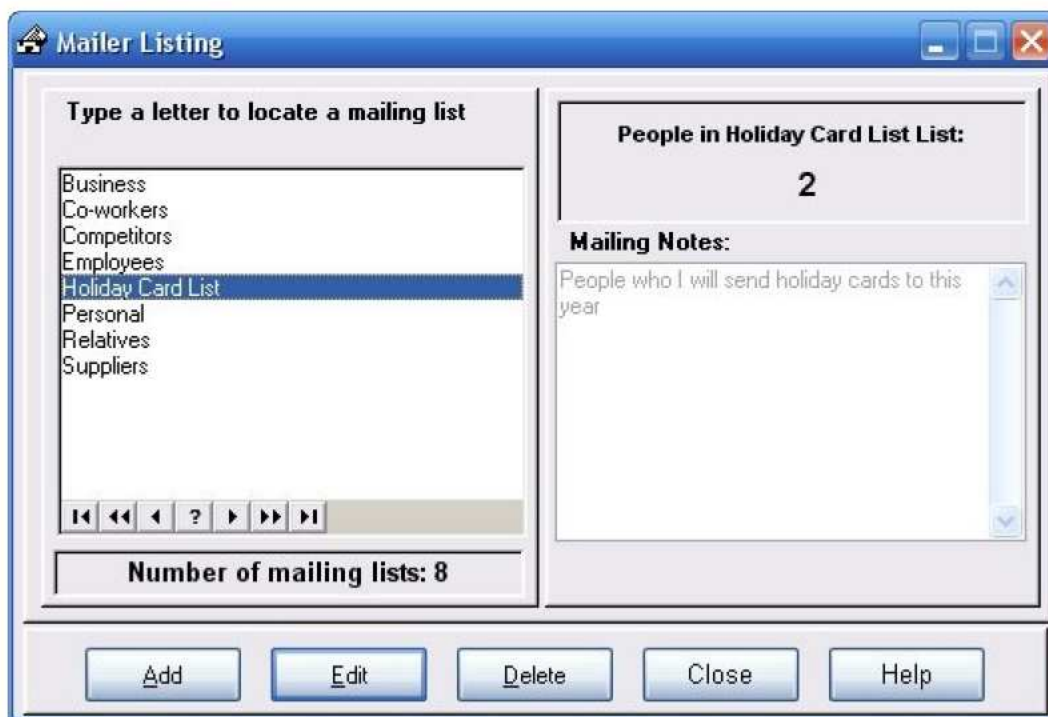 Mailer Listing
Type a letter to locate a mailing list
Business
Co-workers
Competitors
Employees
Holiday Card List
Personal
Relatives
Suppliers
?
Number of mailing lists: 8
People in Holiday Card List List:
2
Mailing Notes:
People who I will send holiday cards to this
year
Add
Edit
Delete
Close
Help